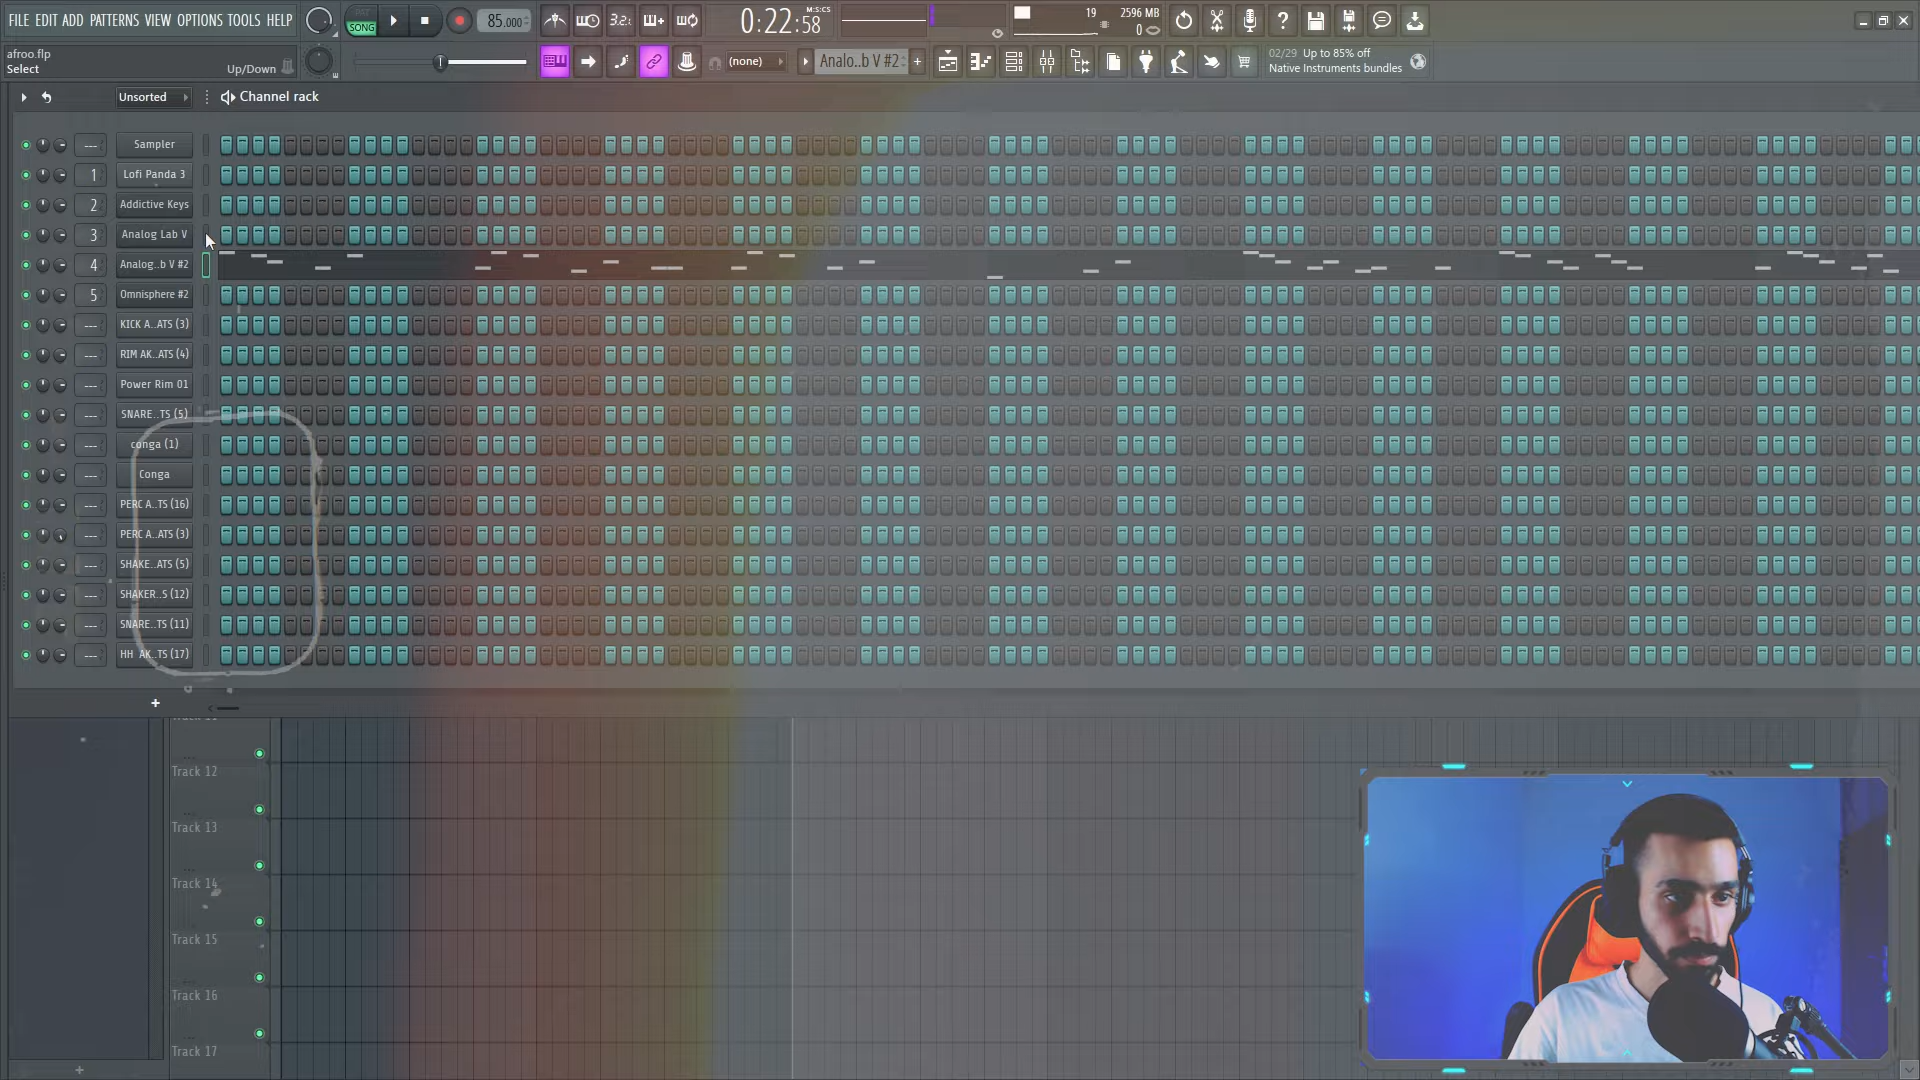 FILE EDIT ADD PATTERNS VIEW OPTIONS TOOLS HELP
SONG
85.000
3.2.
0:22:58
M:S:CS
19
2596 MB
0
afroo.flp
Select
Up/Down
(none)
Analo..b V #2
02/29 Up to 85% off
Native Instruments bundles
Unsorted
Channel rack
--- Sampler
1 Lofi Panda 3
2 Addictive Keys
3 Analog Lab V
4 Analog..b V #2
5 Omnisphere #2
--- KICK A..ATS (3)
--- RIM AK..ATS (4)
--- Power Rim 01
--- SNARE..TS (5)
--- conga (1)
--- Conga
--- PERC A..TS (16)
--- PERC A..ATS (3)
--- SHAKE..ATS (5)
--- SHAKER..S (12)
--- SNARE..TS (11)
--- HH AK..TS (17)
Track 12
Track 13
Track 14
Track 15
Track 16
Track 17